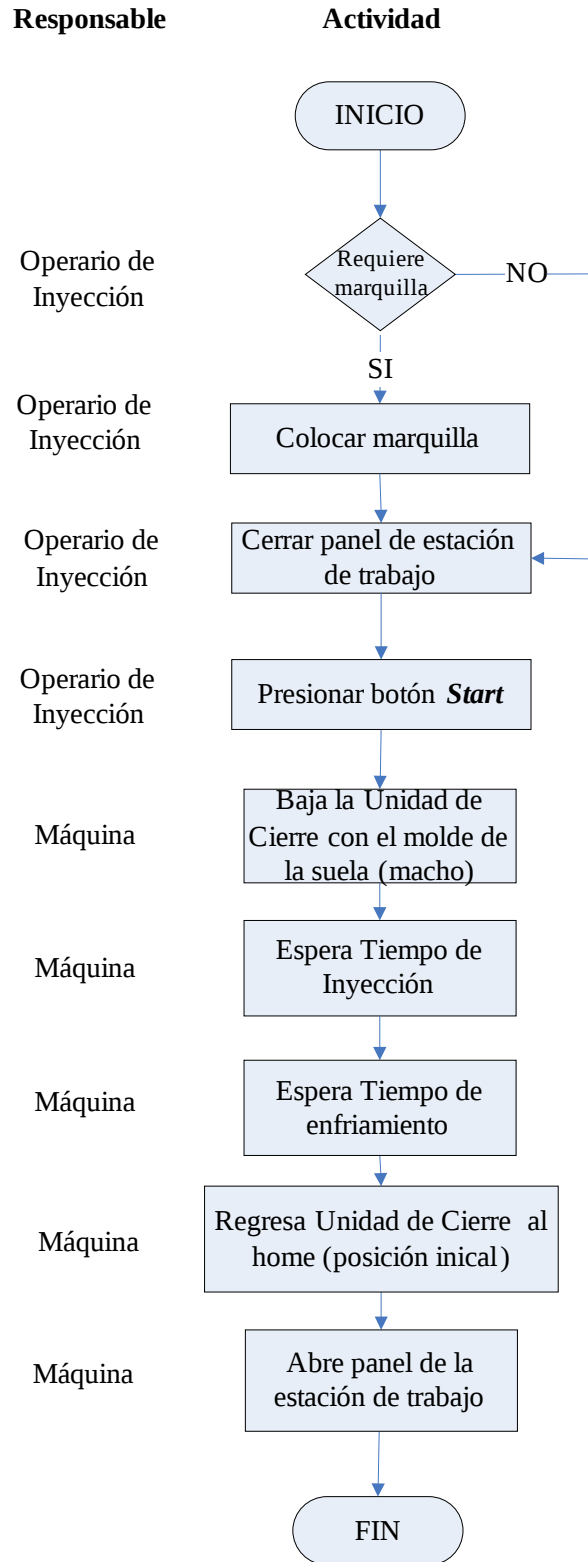 Responsable Actividad
INICIO
Operario de
Inyección
Requiere
marquilla
NO
SI
Operario de
Inyección
Colocar marquilla
Operario de
Inyección
Cerrar panel de estación
de trabajo
Operario de
Inyección
Presionar botón Start
Máquina
Baja la Unidad de
Cierre con el molde de
la suela (macho)
Máquina
Espera Tiempo de
Inyección
Máquina
Espera Tiempo de
enfriamiento
Máquina
Regresa Unidad de Cierre al
home (posición inical)
Máquina
Abre panel de la
estación de trabajo
FIN